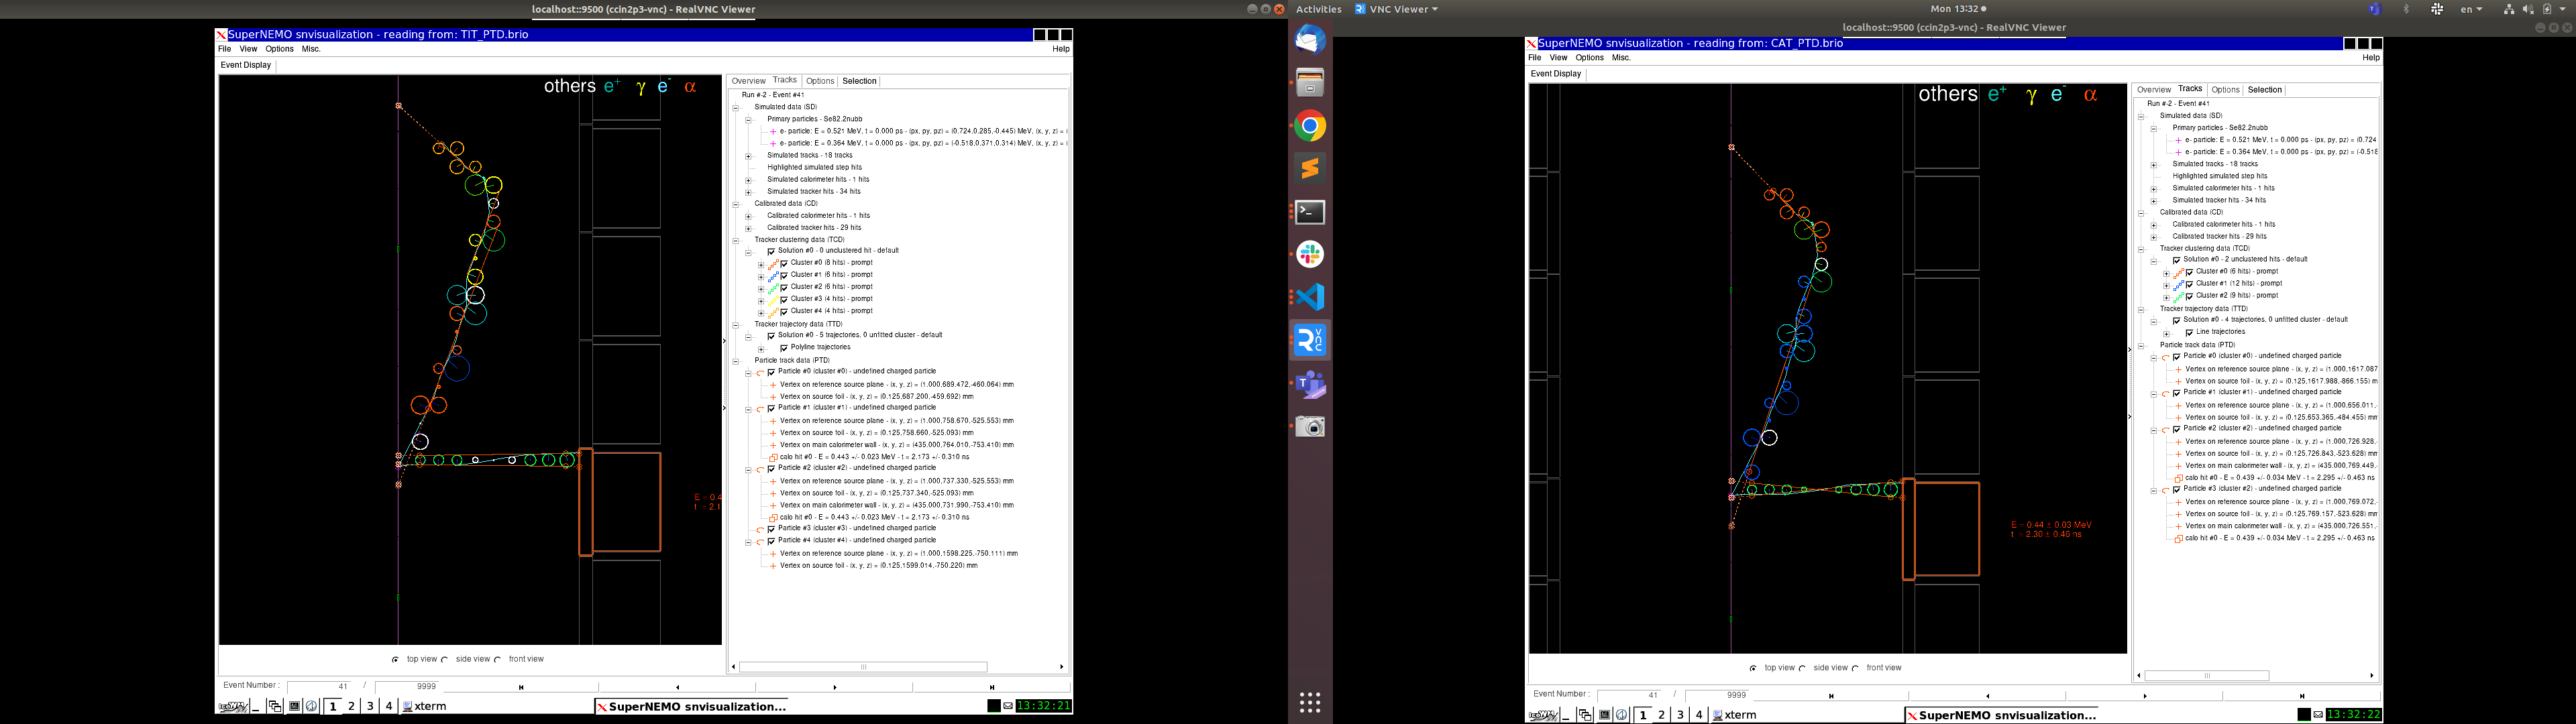 localhost::9500 (ccin2p3-vnc) - RealVNC Viewer
SuperNEMO snvisualization - reading from: TIT_PTD.brio
File View Options Misc. Help
Event Display
others e+ γ e- α
E = 0.4
t = 2.1
top view side view front view
Overview Tracks Options Selection
Run #-2 - Event #41
Simulated data (SD)
Primary particles - Se82.2nubb
e- particle: E = 0.521 MeV, t = 0.000 ps - (px, py, pz) = (0.724,0.285,-0.445) MeV, (x, y, z) = (
e- particle: E = 0.364 MeV, t = 0.000 ps - (px, py, pz) = (-0.518,0.371,0.314) MeV, (x, y, z) = (
Simulated tracks - 18 tracks
Highlighted simulated step hits
Simulated calorimeter hits - 1 hits
Simulated tracker hits - 34 hits
Calibrated data (CD)
Calibrated calorimeter hits - 1 hits
Calibrated tracker hits - 29 hits
Tracker clustering data (TCD)
Solution #0 - 0 unclustered hit - default
Cluster #0 (8 hits) - prompt
Cluster #1 (6 hits) - prompt
Cluster #2 (6 hits) - prompt
Cluster #3 (4 hits) - prompt
Cluster #4 (4 hits) - prompt
Tracker trajectory data (TTD)
Solution #0 - 5 trajectories, 0 unfitted cluster - default
Polyline trajectories
Particle track data (PTD)
Particle #0 (cluster #0) - undefined charged particle
Vertex on reference source plane - (x, y, z) = (1.000,689.472,-460.064) mm
Vertex on source foil - (x, y, z) = (0.125,687.200,-459.692) mm
Particle #1 (cluster #1) - undefined charged particle
Vertex on reference source plane - (x, y, z) = (1.000,758.670,-525.553) mm
Vertex on source foil - (x, y, z) = (0.125,758.660,-525.093) mm
Vertex on main calorimeter wall - (x, y, z) = (435.000,764.010,-753.410) mm
calo hit #0 - E = 0.443 +/- 0.023 MeV - t = 2.173 +/- 0.310 ns
Particle #2 (cluster #2) - undefined charged particle
Vertex on reference source plane - (x, y, z) = (1.000,737.330,-525.553) mm
Vertex on source foil - (x, y, z) = (0.125,737.340,-525.093) mm
Vertex on main calorimeter wall - (x, y, z) = (435.000,731.990,-753.410) mm
calo hit #0 - E = 0.443 +/- 0.023 MeV - t = 2.173 +/- 0.310 ns
Particle #3 (cluster #3) - undefined charged particle
Particle #4 (cluster #4) - undefined charged particle
Vertex on reference source plane - (x, y, z) = (1.000,1598.225,-750.111) mm
Vertex on source foil - (x, y, z) = (0.125,1599.014,-750.220) mm
Event Number : 41 / 9999
1 2 3 4 xterm SuperNEMO snvisualization... 13:32:21
Activities VNC Viewer Mon 13:32 en
localhost::9500 (ccin2p3-vnc) - RealVNC Viewer
SuperNEMO snvisualization - reading from: CAT_PTD.brio
File View Options Misc. Help
Event Display
others e+ γ e- α
E = 0.44 ± 0.03 MeV
t = 2.30 ± 0.46 ns
top view side view front view
Overview Tracks Options Selection
Run #-2 - Event #41
Simulated data (SD)
Primary particles - Se82.2nubb
e- particle: E = 0.521 MeV, t = 0.000 ps - (px, py, pz) = (0.724
e- particle: E = 0.364 MeV, t = 0.000 ps - (px, py, pz) = (-0.518
Simulated tracks - 18 tracks
Highlighted simulated step hits
Simulated calorimeter hits - 1 hits
Simulated tracker hits - 34 hits
Calibrated data (CD)
Calibrated calorimeter hits - 1 hits
Calibrated tracker hits - 29 hits
Tracker clustering data (TCD)
Solution #0 - 2 unclustered hits - default
Cluster #0 (6 hits) - prompt
Cluster #1 (12 hits) - prompt
Cluster #2 (9 hits) - prompt
Tracker trajectory data (TTD)
Solution #0 - 4 trajectories, 0 unfitted cluster - default
Line trajectories
Particle track data (PTD)
Particle #0 (cluster #0) - undefined charged particle
Vertex on reference source plane - (x, y, z) = (1.000,1617.087
Vertex on source foil - (x, y, z) = (0.125,1617.988,-866.155) m
Particle #1 (cluster #1) - undefined charged particle
Vertex on reference source plane - (x, y, z) = (1.000,656.011,-
Vertex on source foil - (x, y, z) = (0.125,653.365,-484.455) mm
Particle #2 (cluster #2) - undefined charged particle
Vertex on reference source plane - (x, y, z) = (1.000,726.928,-
Vertex on source foil - (x, y, z) = (0.125,726.843,-523.628) mm
Vertex on main calorimeter wall - (x, y, z) = (435.000,769.449,-
calo hit #0 - E = 0.439 +/- 0.034 MeV - t = 2.295 +/- 0.463 ns
Particle #3 (cluster #2) - undefined charged particle
Vertex on reference source plane - (x, y, z) = (1.000,769.072,-
Vertex on source foil - (x, y, z) = (0.125,769.157,-523.628) mm
Vertex on main calorimeter wall - (x, y, z) = (435.000,726.551,-
calo hit #0 - E = 0.439 +/- 0.034 MeV - t = 2.295 +/- 0.463 ns
Event Number : 41 / 9999
1 2 3 4 xterm SuperNEMO snvisualization... 13:32:22